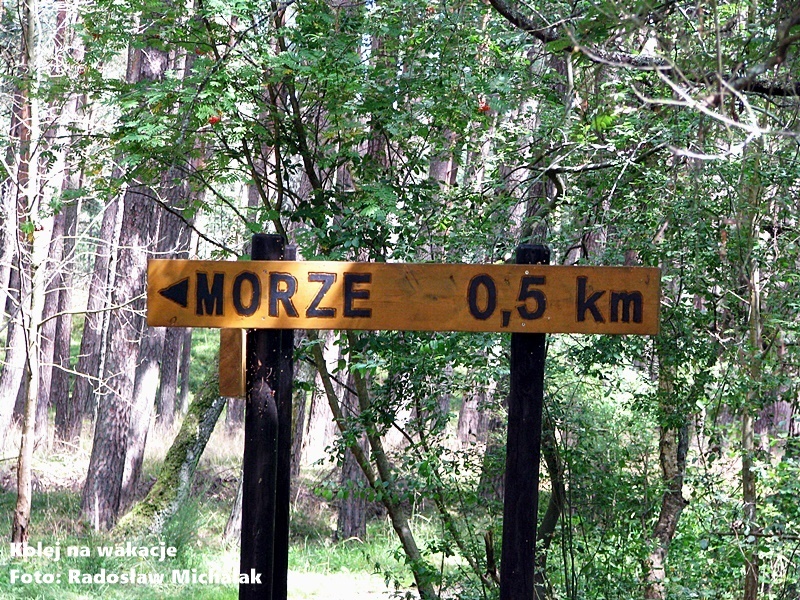 MORZE 0,5 km
Kolej na wakacje
Foto: Radosław Michalak